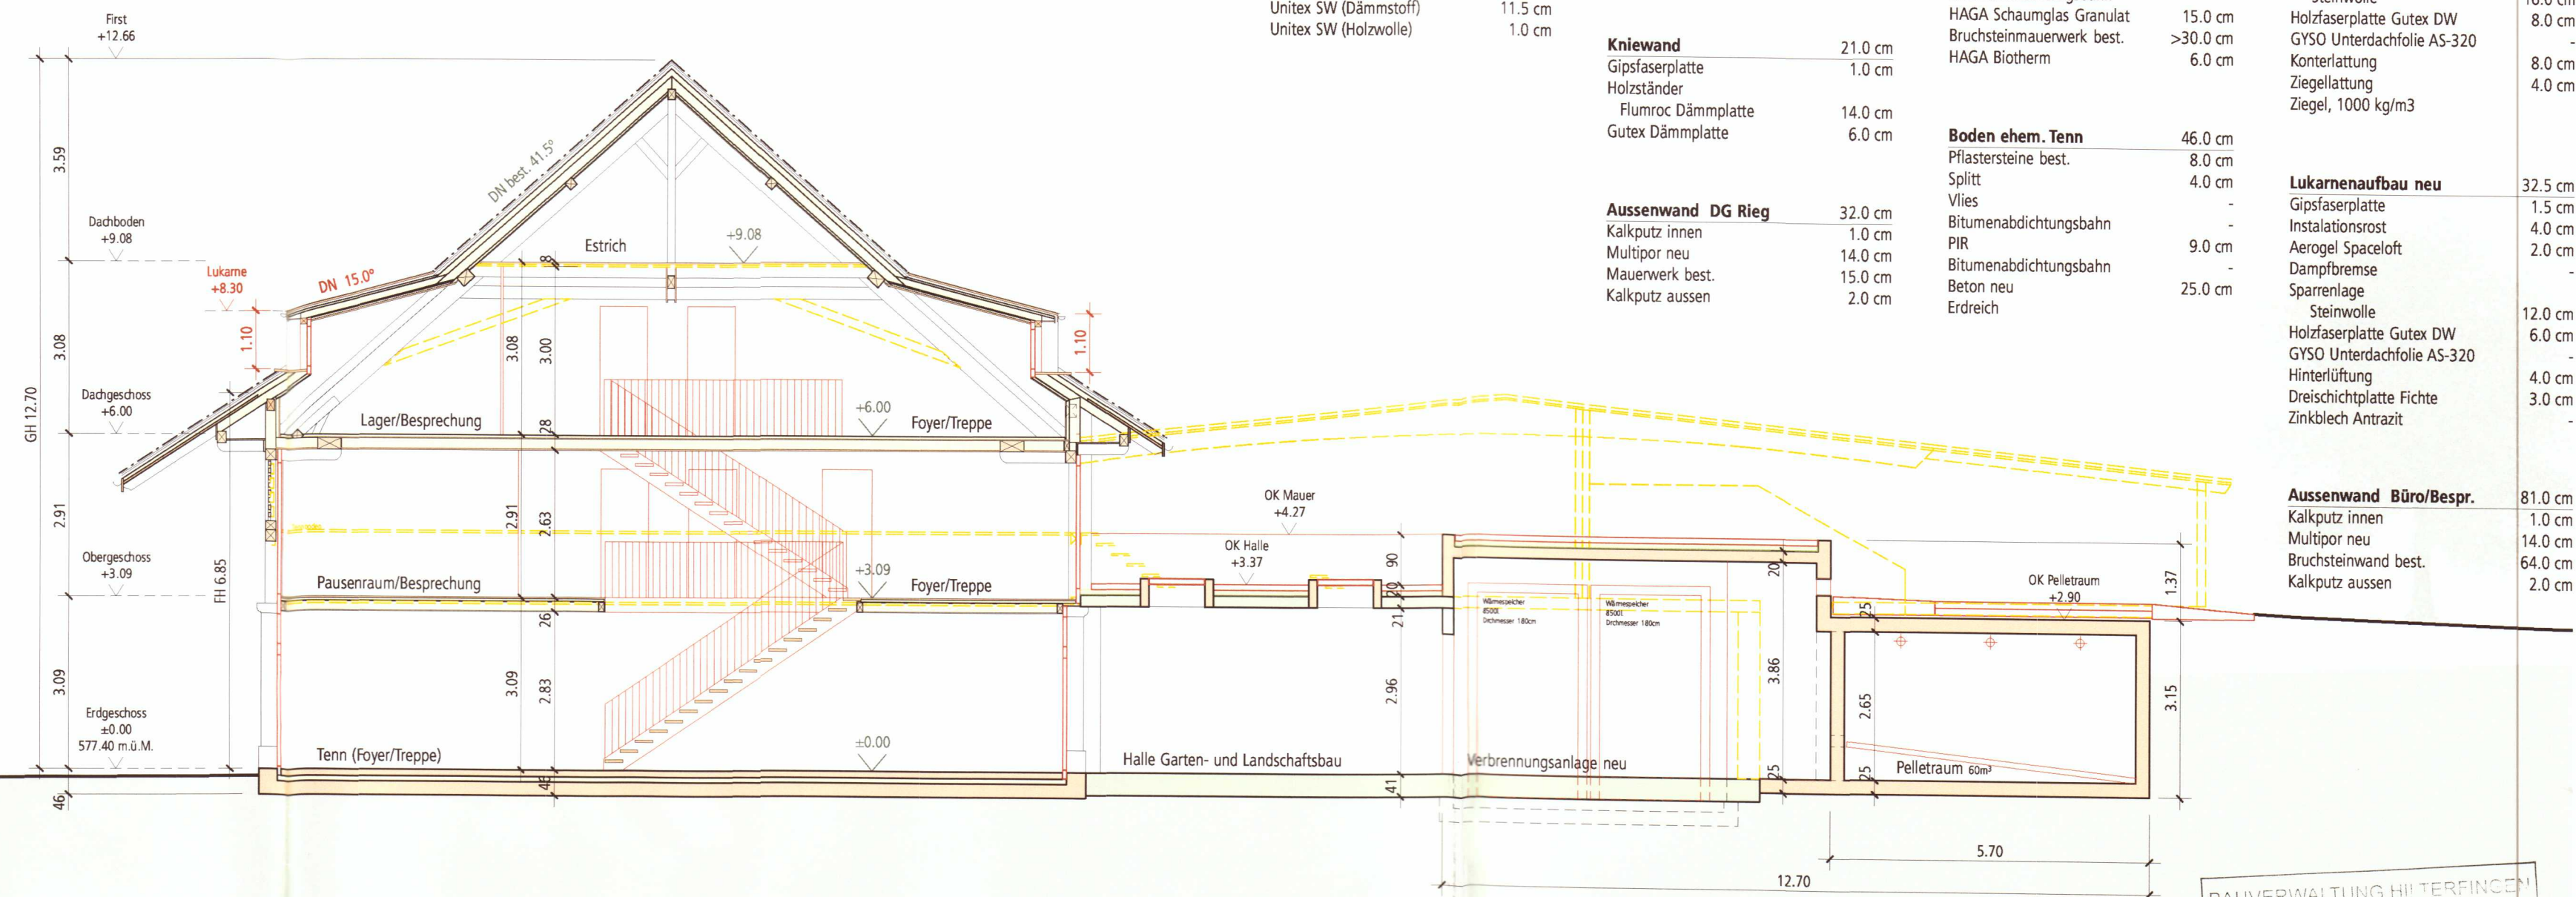 First
+12.66
GH 12.70
3.59
3.08
2.91
3.09
46
Dachboden
+9.08
Lukarne
+8.30
1.10
Dachgeschoss
+6.00
Obergeschoss
+3.09
FH 6.85
Erdgeschoss
±0.00
577.40 m.ü.M.
DN best. 41.5°
DN 15.0°
Estrich
+9.08
8
3.08
3.00
1.10
Lager/Besprechung
+6.00
Foyer/Treppe
28
2.91
2.63
Pausenraum/Besprechung
+3.09
Foyer/Treppe
26
3.09
2.83
Tenn (Foyer/Treppe)
±0.00
46
OK Mauer
+4.27
OK Halle
+3.37
90
20
21
2.96
41
Halle Garten- und Landschaftsbau
Wärmespeicher
8500l
Drchmesser 180cm
Wärmespeicher
8500l
Drchmesser 180cm
Verbrennungsanlage neu
20
3.86
25
OK Pelletraum
+2.90
25
2.65
25
Pelletraum 60m³
1.37
3.15
5.70
12.70
Unitex SW (Dämmstoff) 11.5 cm
Unitex SW (Holzwolle) 1.0 cm
Kniewand 21.0 cm
Gipsfaserplatte 1.0 cm
Holzständer
Flumroc Dämmplatte 14.0 cm
Gutex Dämmplatte 6.0 cm
Aussenwand DG Rieg 32.0 cm
Kalkputz innen 1.0 cm
Multipor neu 14.0 cm
Mauerwerk best. 15.0 cm
Kalkputz aussen 2.0 cm
HAGA Schaumglas Granulat 15.0 cm
Bruchsteinmauerwerk best. >30.0 cm
HAGA Biotherm 6.0 cm
Boden ehem. Tenn 46.0 cm
Pflastersteine best. 8.0 cm
Splitt 4.0 cm
Vlies -
Bitumenabdichtungsbahn -
PIR 9.0 cm
Bitumenabdichtungsbahn -
Beton neu 25.0 cm
Erdreich
Steinwolle
Holzfaserplatte Gutex DW 8.0 cm
GYSO Unterdachfolie AS-320 -
Konterlattung 8.0 cm
Ziegellattung 4.0 cm
Ziegel, 1000 kg/m3
Lukarnenaufbau neu 32.5 cm
Gipsfaserplatte 1.5 cm
Instalationsrost 4.0 cm
Aerogel Spaceloft 2.0 cm
Dampfbremse -
Sparrenlage
Steinwolle 12.0 cm
Holzfaserplatte Gutex DW 6.0 cm
GYSO Unterdachfolie AS-320 -
Hinterlüftung 4.0 cm
Dreischichtplatte Fichte 3.0 cm
Zinkblech Antrazit -
Aussenwand Büro/Bespr. 81.0 cm
Kalkputz innen 1.0 cm
Multipor neu 14.0 cm
Bruchsteinwand best. 64.0 cm
Kalkputz aussen 2.0 cm
BAUVERWALTUNG HILTERFINGEN